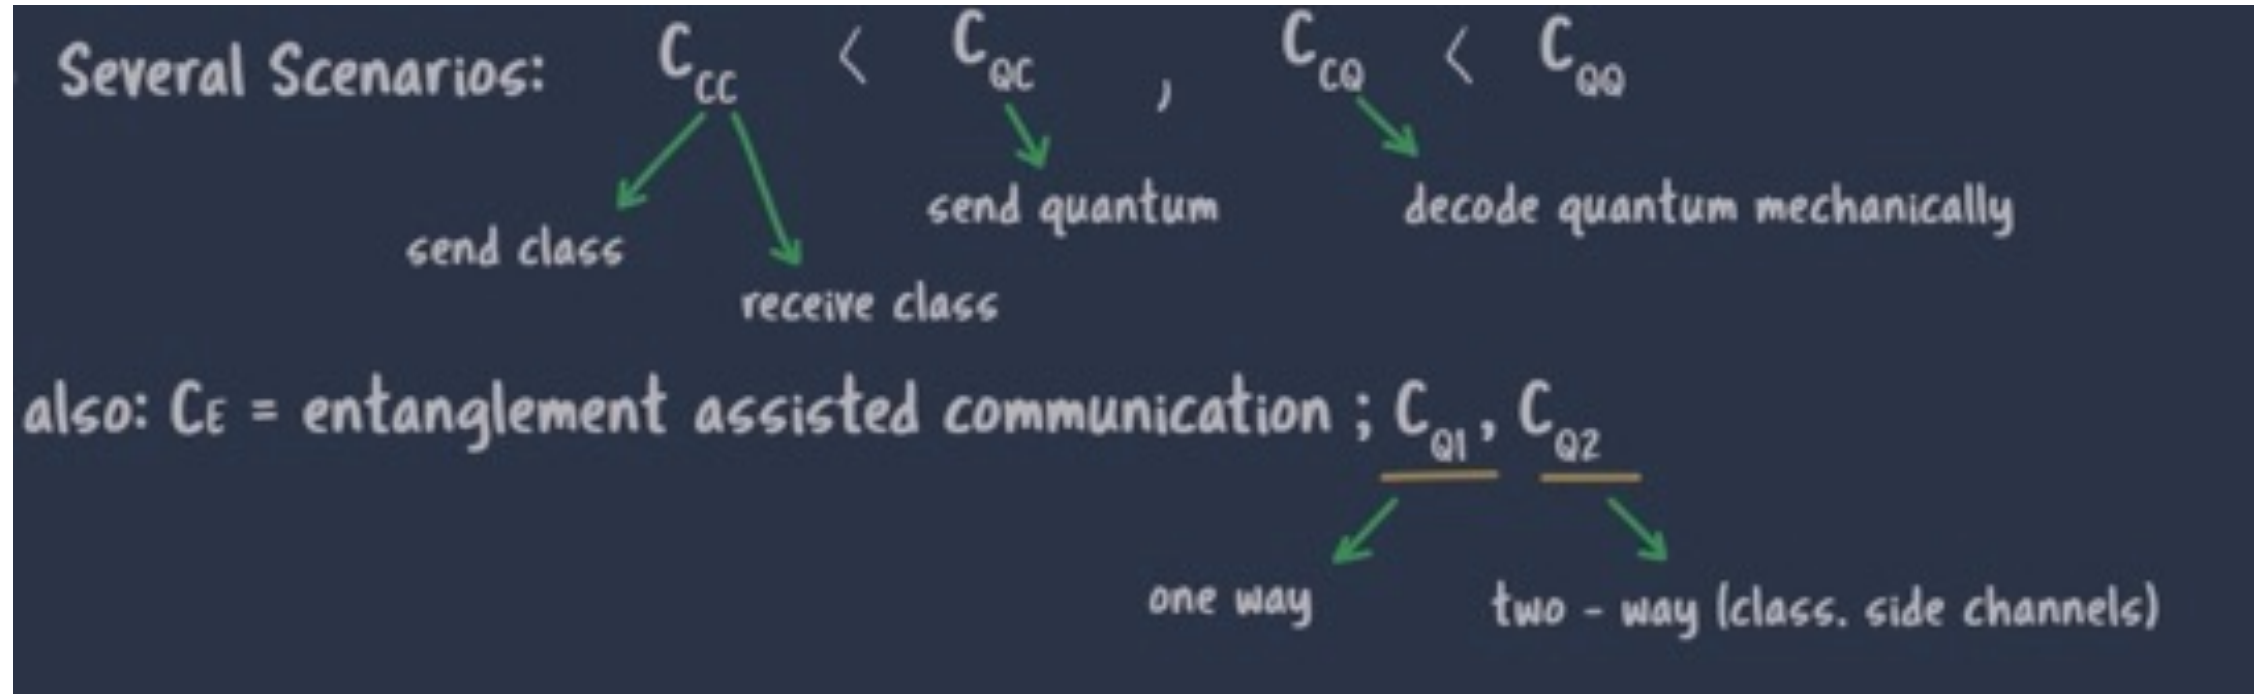 Several Scenarios: C_CC < C_QC , C_CQ < C_QQ
send quantum
decode quantum mechanically
send class
receive class
also: C_E = entanglement assisted communication ; C_Q1, C_Q2
one way
two - way (class. side channels)